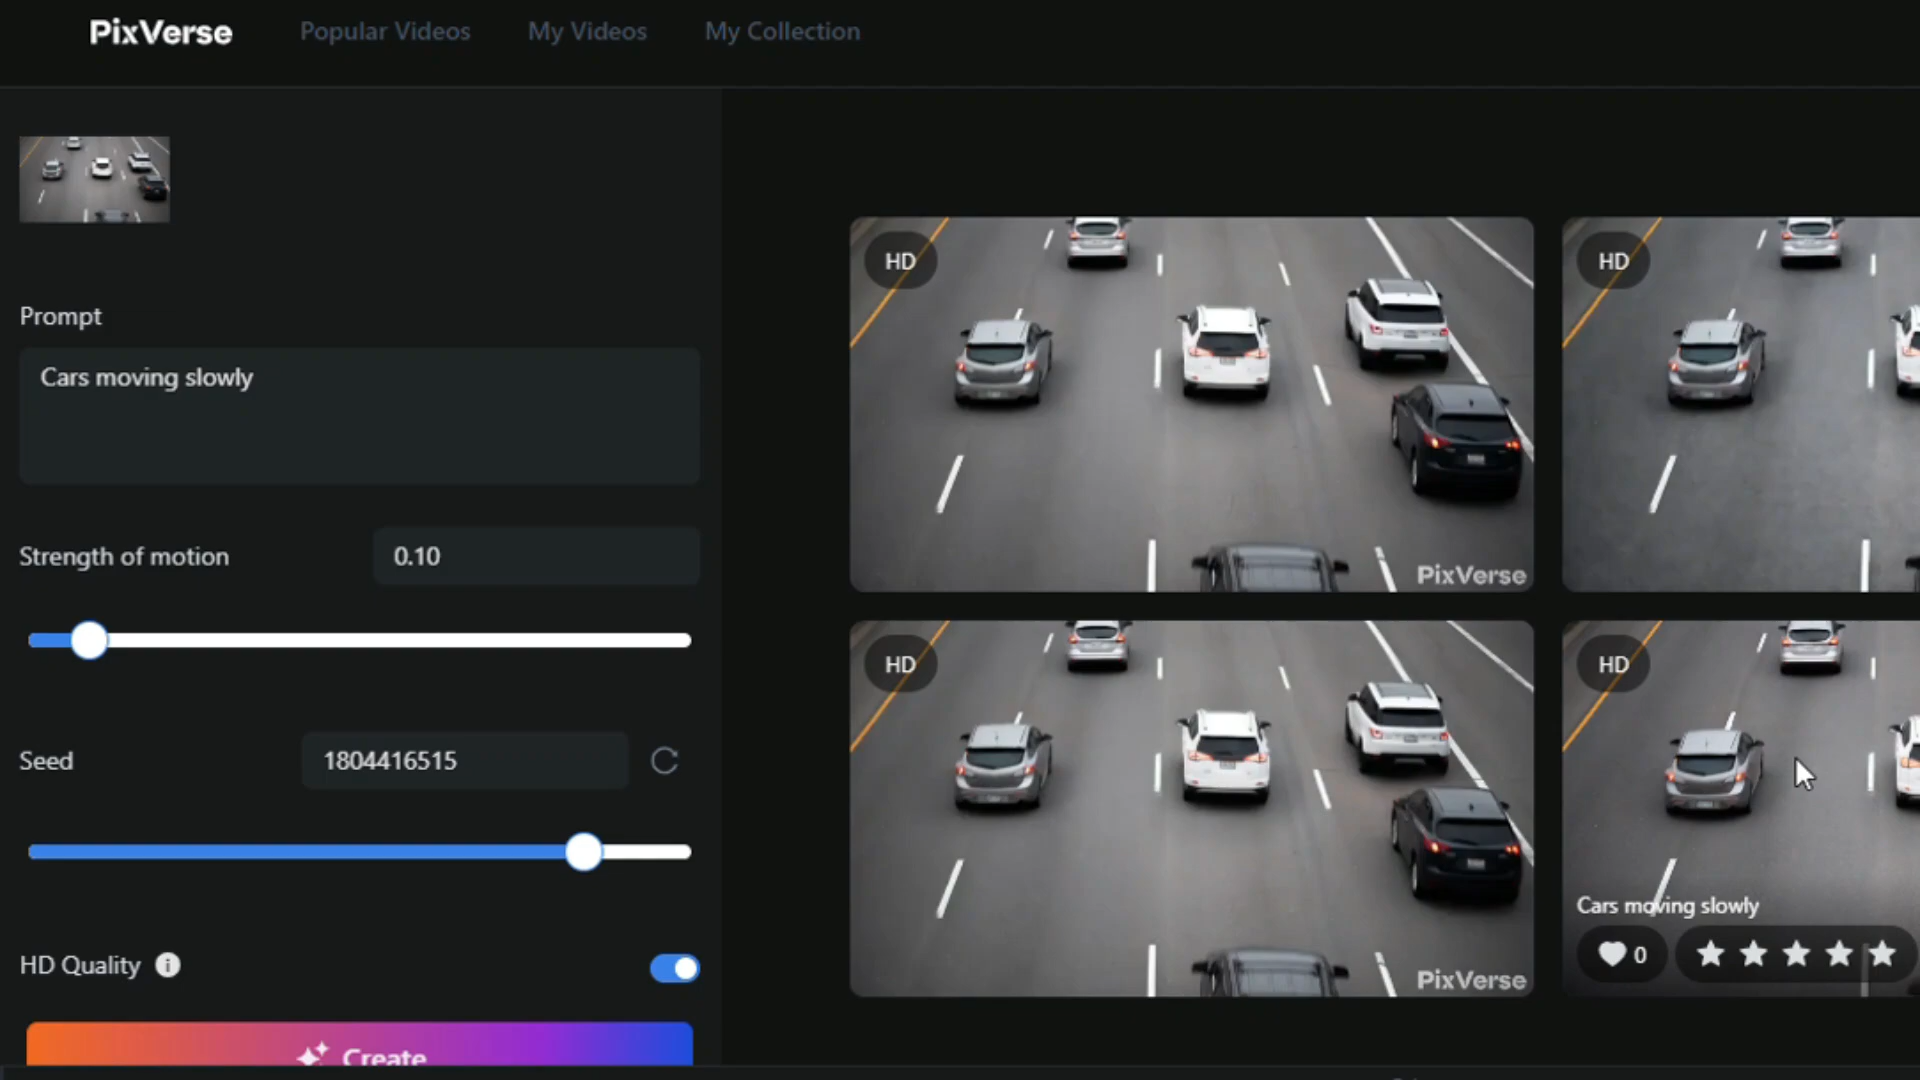 PixVerse Popular Videos My Videos My Collection
Prompt
Cars moving slowly
Strength of motion 0.10
Seed 1804416515
HD Quality
Create
HD HD
PixVerse
HD HD
PixVerse
Cars moving slowly
0